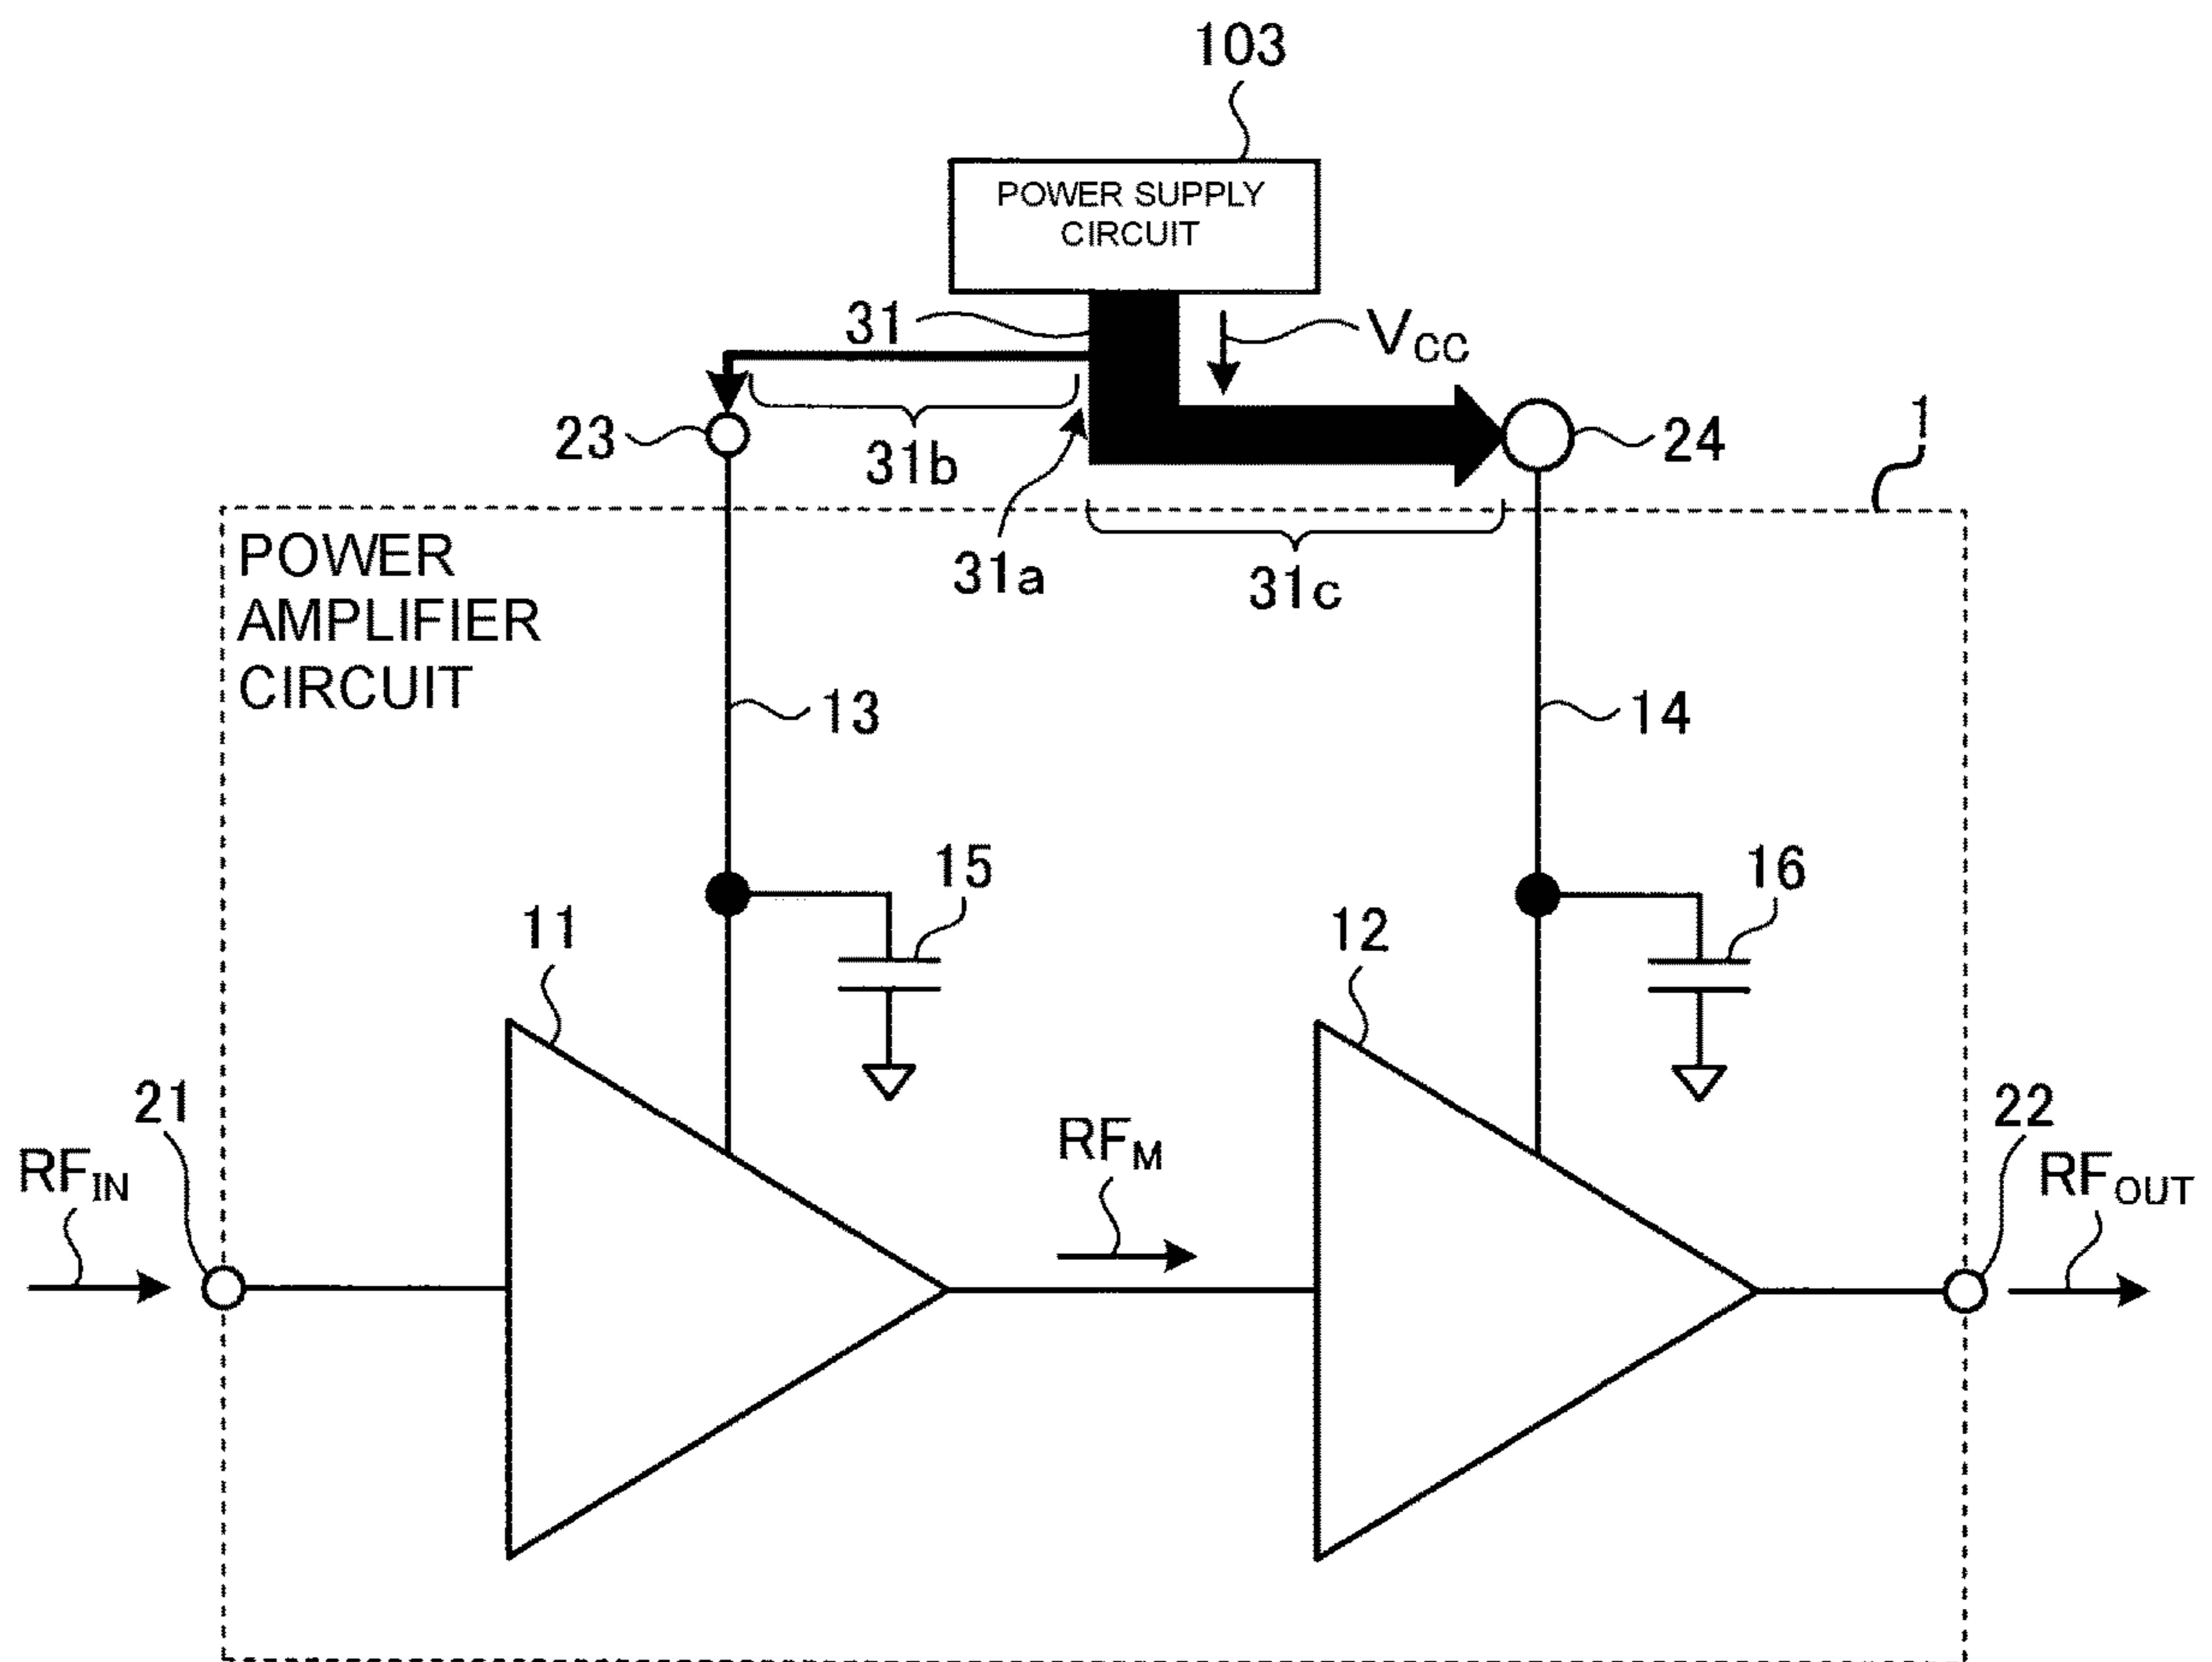 103
POWER SUPPLY
CIRCUIT
31
VCC
23
31b
24
1
31a
31c
POWER
AMPLIFIER
CIRCUIT
13
14
15
16
11
12
21
RFIN
RFM
22
RFOUT